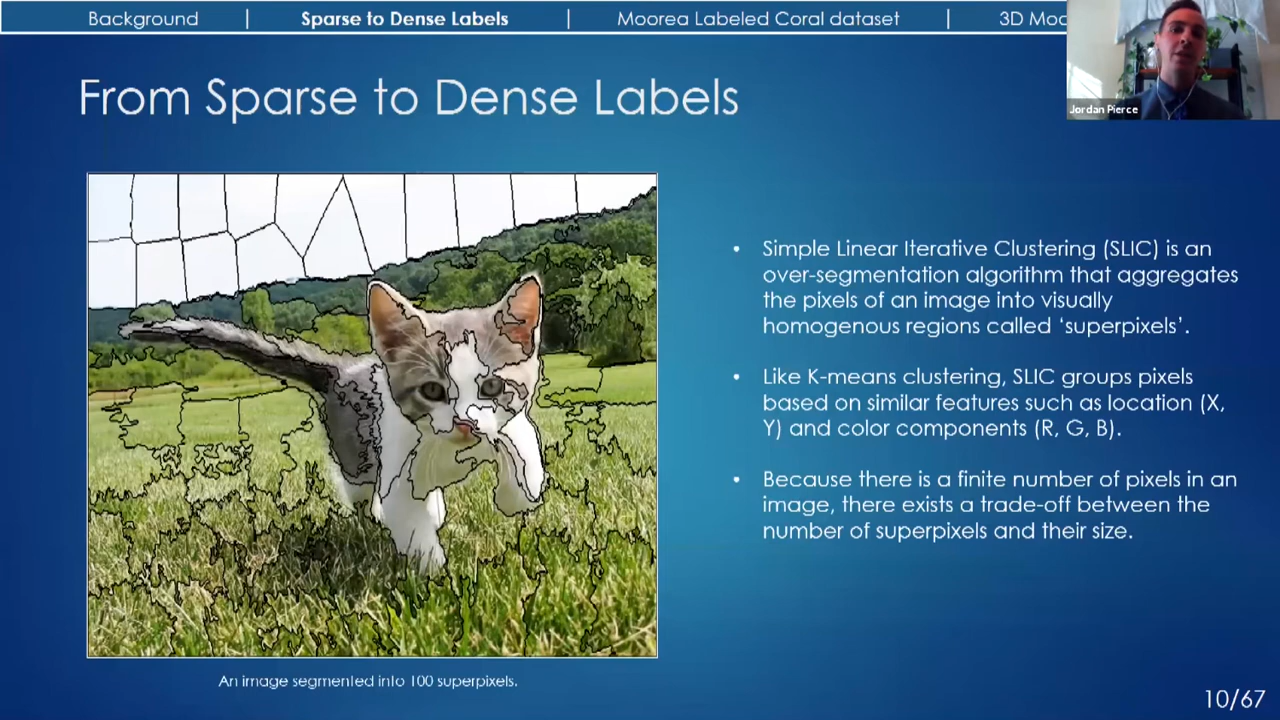 Background | Sparse to Dense Labels | Moorea Labeled Coral dataset | 3D
Jordan Pierce
From Sparse to Dense Labels
• Simple Linear Iterative Clustering (SLIC) is an
over-segmentation algorithm that aggregates
the pixels of an image into visually
homogenous regions called ‘superpixels’.
• Like K-means clustering, SLIC groups pixels
based on similar features such as location (X,
Y) and color components (R, G, B).
• Because there is a finite number of pixels in an
image, there exists a trade-off between the
number of superpixels and their size.
An image segmented into 100 superpixels.
10/67